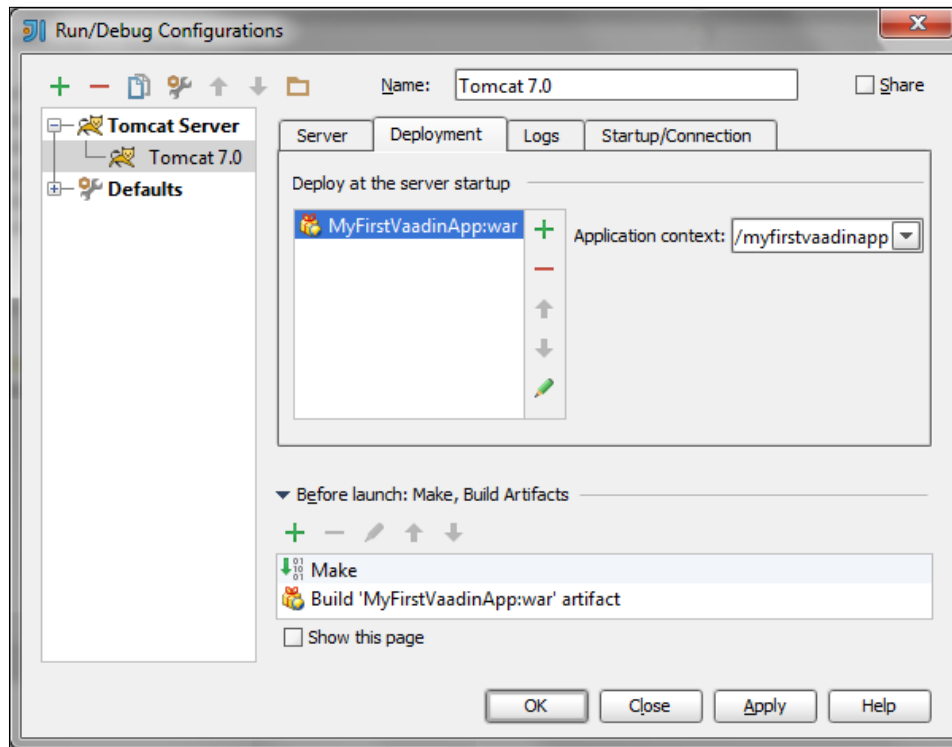 Run/Debug Configurations
Name: Tomcat 7.0 Share
Tomcat Server
Tomcat 7.0
Defaults
Server Deployment Logs Startup/Connection
Deploy at the server startup
MyFirstVaadinApp:war
Application context: /myfirstvaadinapp
Before launch: Make, Build Artifacts
Make
Build 'MyFirstVaadinApp:war' artifact
Show this page
OK Close Apply Help